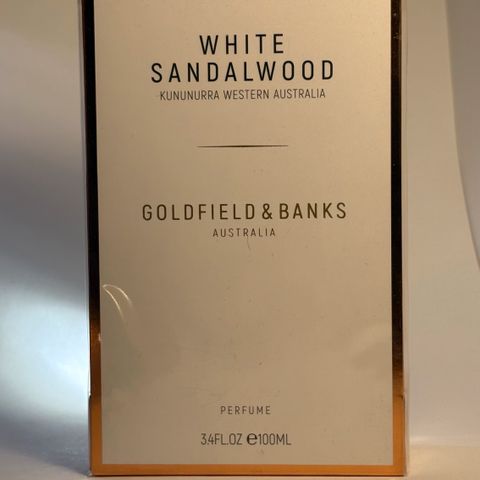 WHITE
SANDALWOOD
KUNUNURRA WESTERN AUSTRALIA
GOLDFIELD & BANKS
AUSTRALIA
PERFUME
3.4FL.OZ ℮100ML